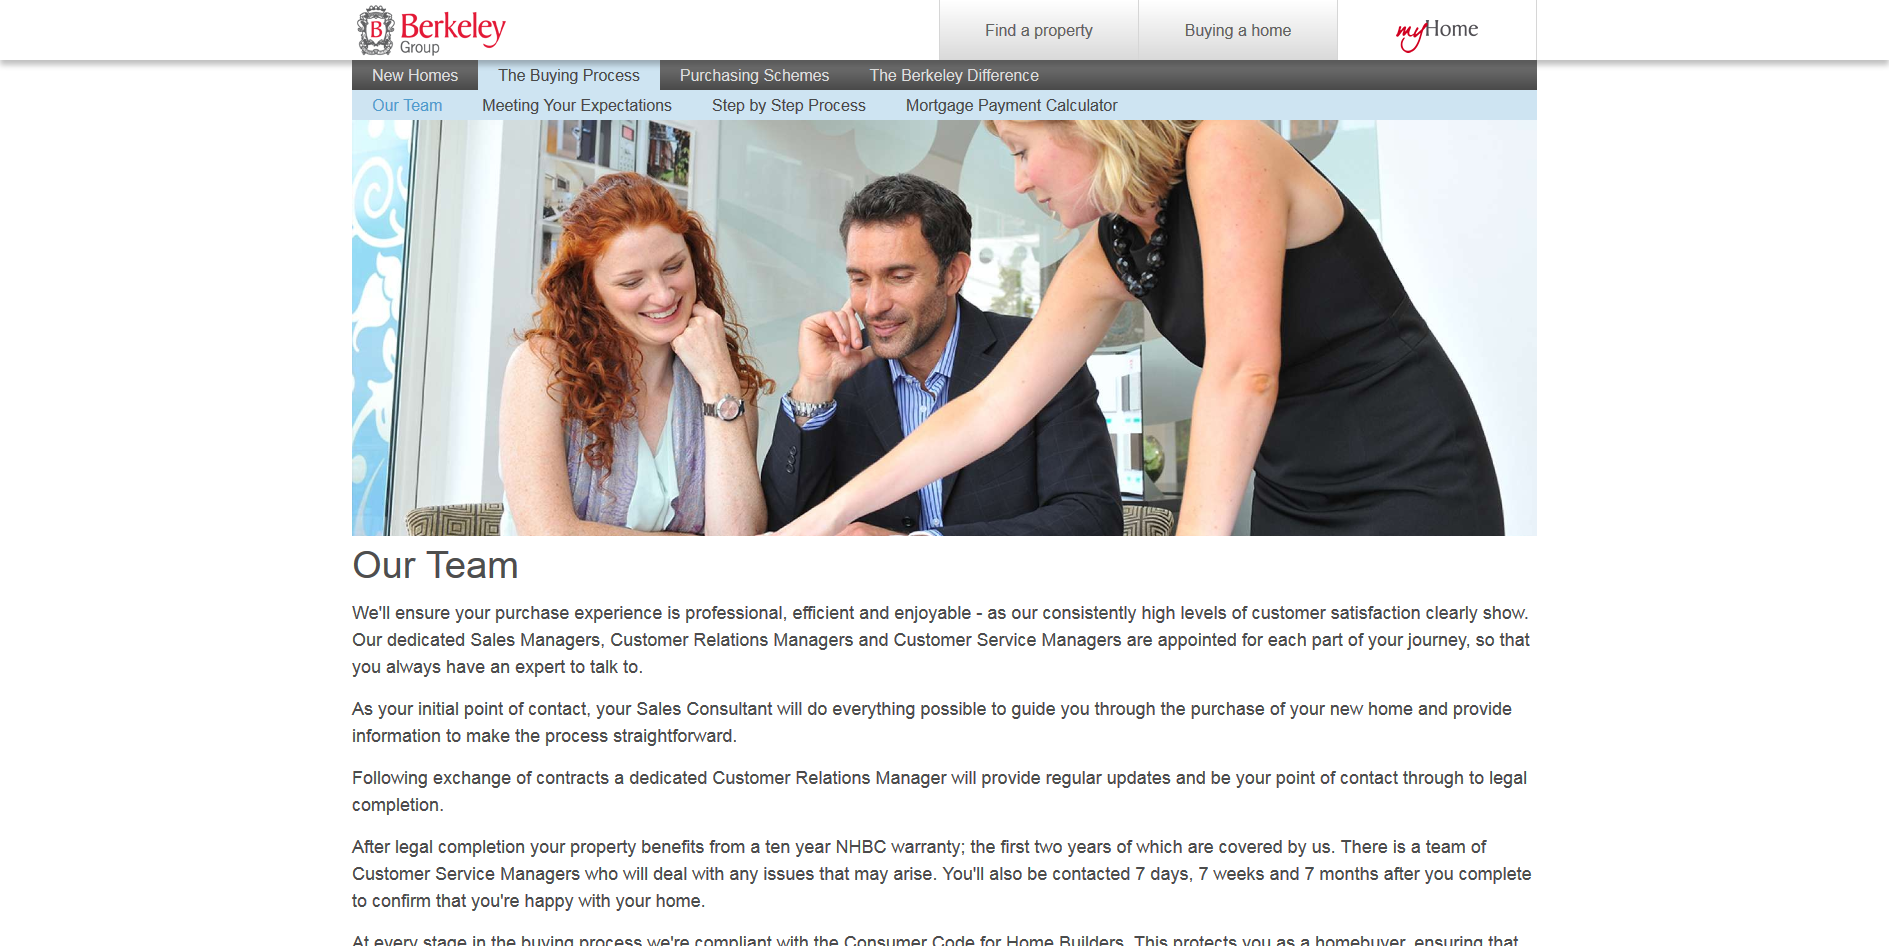 B Berkeley
Group
Find a property
Buying a home
myHome
New Homes
The Buying Process
Purchasing Schemes
The Berkeley Difference
Our Team
Meeting Your Expectations
Step by Step Process
Mortgage Payment Calculator
Our Team
We'll ensure your purchase experience is professional, efficient and enjoyable - as our consistently high levels of customer satisfaction clearly show.
Our dedicated Sales Managers, Customer Relations Managers and Customer Service Managers are appointed for each part of your journey, so that
you always have an expert to talk to.
As your initial point of contact, your Sales Consultant will do everything possible to guide you through the purchase of your new home and provide
information to make the process straightforward.
Following exchange of contracts a dedicated Customer Relations Manager will provide regular updates and be your point of contact through to legal
completion.
After legal completion your property benefits from a ten year NHBC warranty; the first two years of which are covered by us. There is a team of
Customer Service Managers who will deal with any issues that may arise. You'll also be contacted 7 days, 7 weeks and 7 months after you complete
to confirm that you're happy with your home.
At every stage in the buying process we're compliant with the Consumer Code for Home Builders. This protects you as a homebuyer, ensuring that